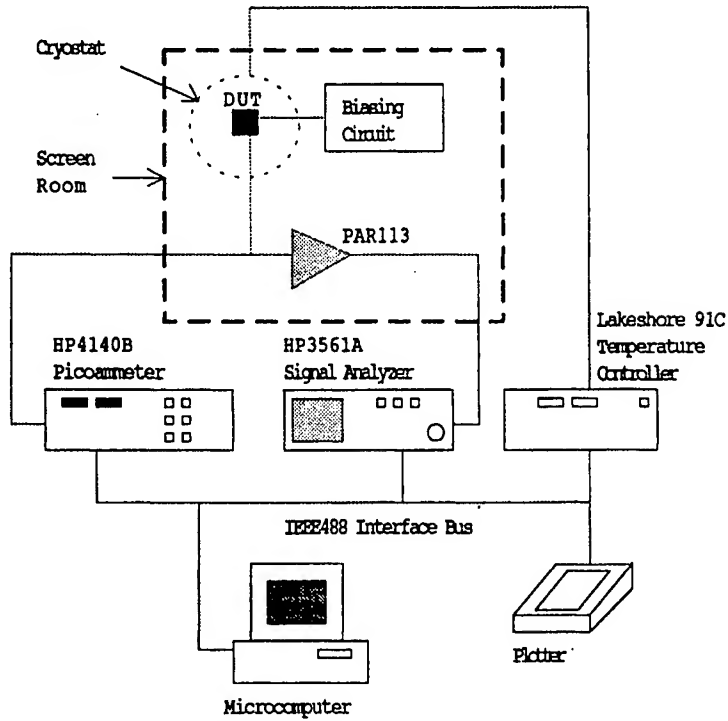 Cryostat
DUT
Biasing
Circuit
Screen
Room
PAR113
HP4140B
Picoammeter
HP3561A
Signal Analyzer
Lakeshore 91C
Temperature
Controller
IEEE488 Interface Bus
Microcomputer
Plotter